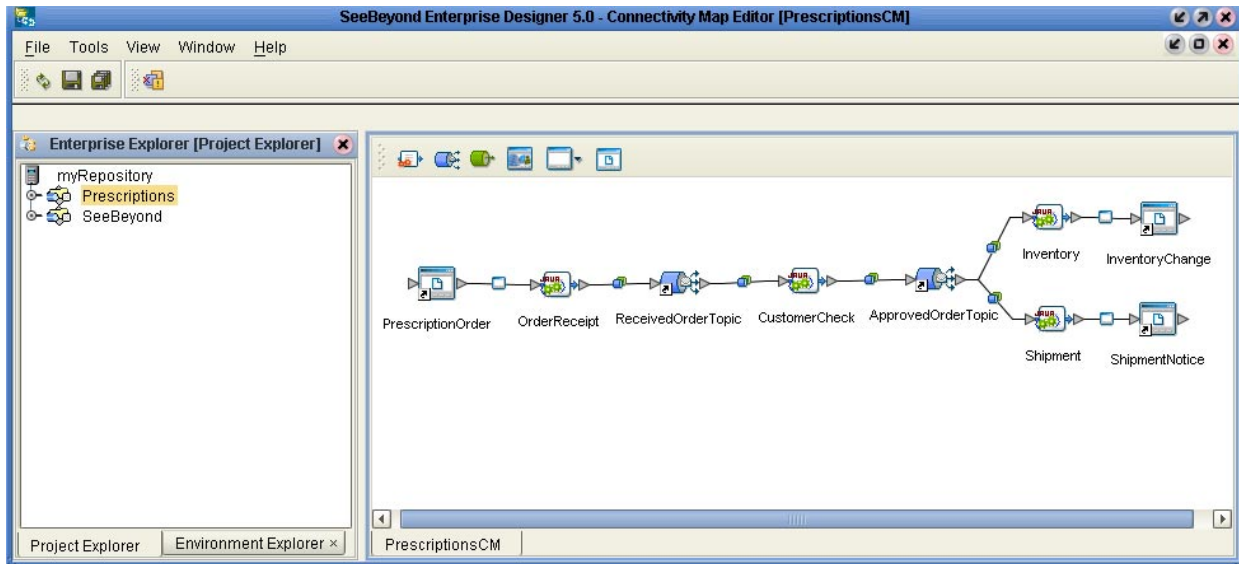 SeeBeyond Enterprise Designer 5.0 - Connectivity Map Editor [PrescriptionsCM]
File Tools View Window Help
Enterprise Explorer [Project Explorer]
myRepository
Prescriptions
SeeBeyond
Inventory
InventoryChange
PrescriptionOrder
OrderReceipt
ReceivedOrderTopic
CustomerCheck
ApprovedOrderTopic
Shipment
ShipmentNotice
Project Explorer
Environment Explorer ×
PrescriptionsCM